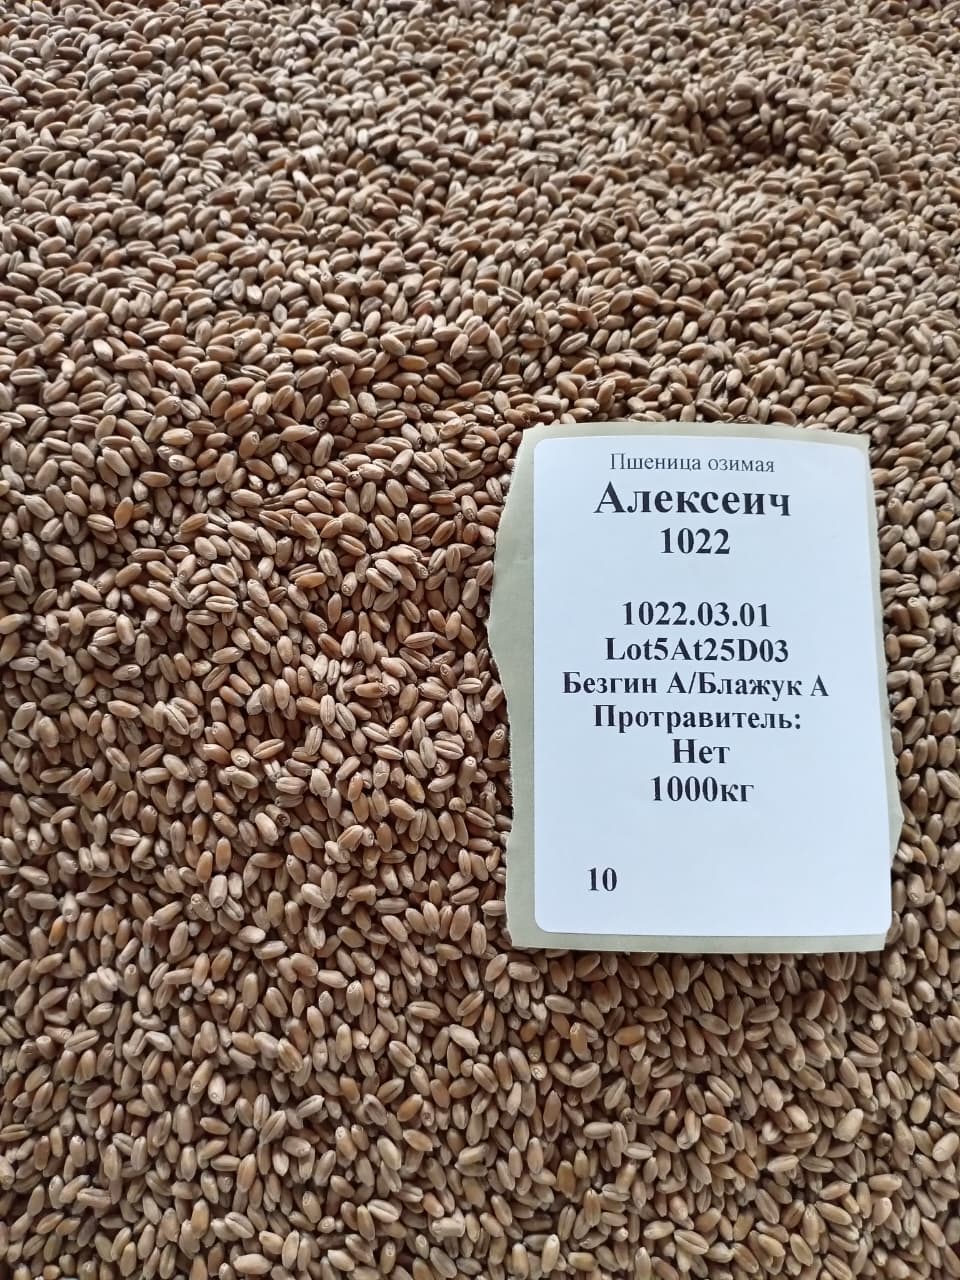 Пшеница озимая
Алексеич
1022
1022.03.01
Lot5At25D03
Безгин А/Блажук А
Протравитель:
Нет
1000кг
10